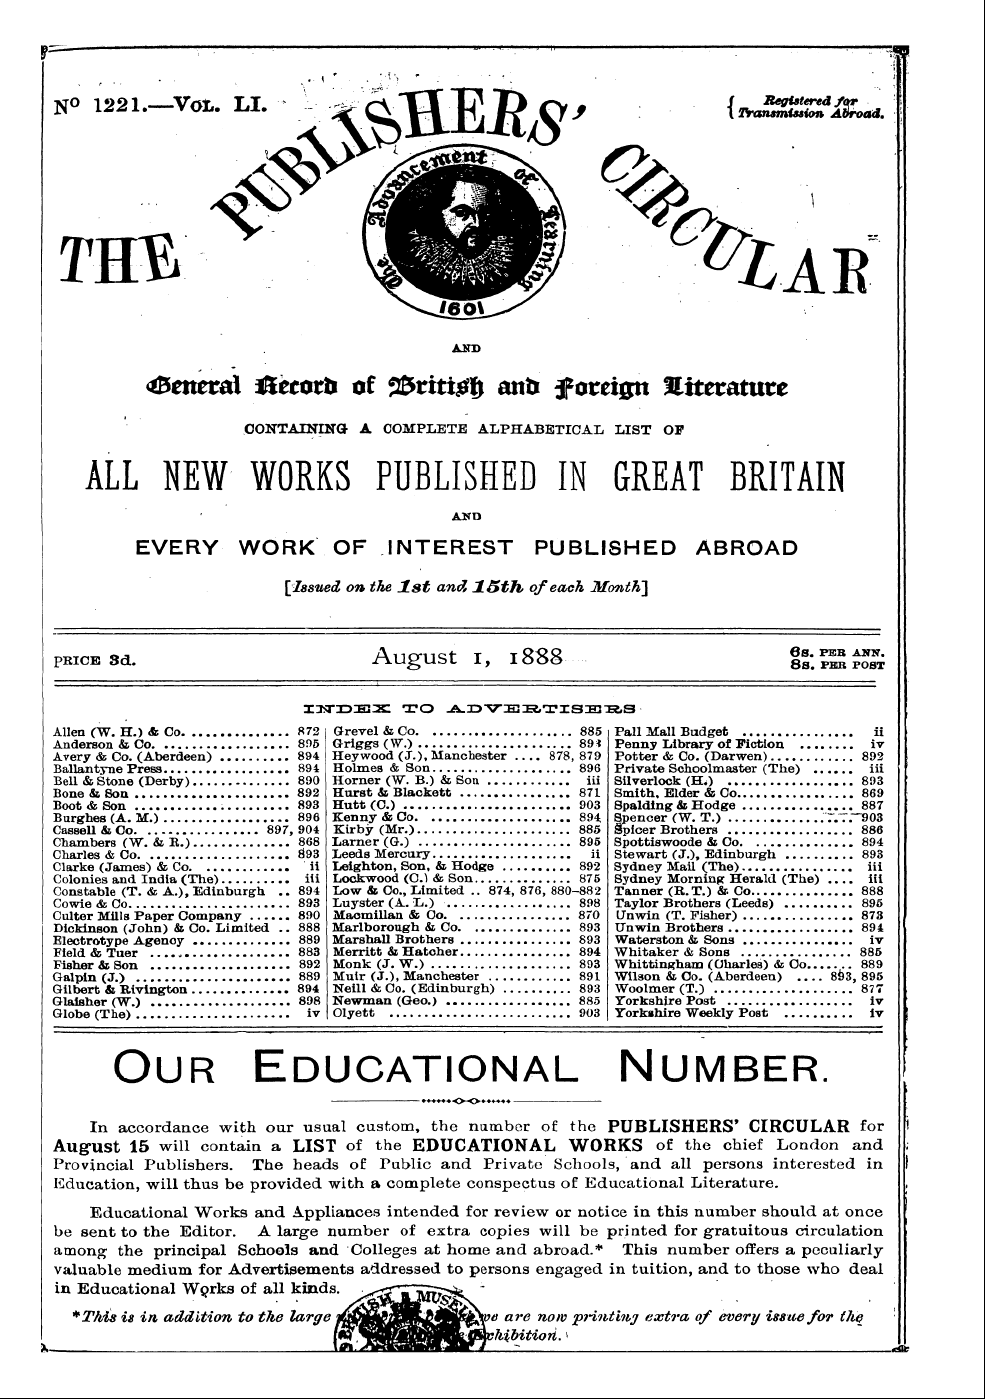 No 1221.—VOL. LI.
{ Registered for
Transmission Abroad.
THE PUBLISHERS' CIRCULAR
The Advancement of Learning
1601
AND
General Record of British and Foreign Literature
CONTAINING A COMPLETE ALPHABETICAL LIST OF
ALL NEW WORKS PUBLISHED IN GREAT BRITAIN
AND
EVERY WORK OF INTEREST PUBLISHED ABROAD
[Issued on the 1st and 15th of each Month]
PRICE 3d.
August 1, 1888
6s. PER ANN.
8s. PER POST
INDEX TO ADVERTISERS
Allen (W. H.) & Co. .............. 872
Anderson & Co. ................ 895
Avery & Co. (Aberdeen) .......... 894
Ballantyne Press.................. 894
Bell & Stone (Derby).............. 890
Bone & Son .................... 892
Boot & Son .................... 893
Burghes (A. M.) ................ 896
Cassell & Co. ............... 897, 904
Chambers (W. & R.).............. 868
Charles & Co. .................. 893
Clarke (James) & Co. ............ ii
Colonies and India (The).......... iii
Constable (T. & A.), Edinburgh .. 894
Cowie & Co...................... 893
Culter Mills Paper Company ...... 890
Dickinson (John) & Co. Limited .. 888
Electrotype Agency .............. 889
Field & Tuer .................... 883
Fisher & Son .................... 892
Galpin (J.) ...................... 889
Gilbert & Rivington .............. 894
Glaisher (W.) .................... 898
Globe (The) ...................... iv
Grevel & Co. .................... 885
Griggs (W.) ...................... 894
Heywood (J.), Manchester .... 878, 879
Holmes & Son.................... 896
Horner (W. B.) & Son ............ iii
Hurst & Blackett ................ 871
Hutt (C.) ........................ 903
Kenny & Co. .................... 894
Kirby (Mr.)...................... 885
Larner (G.) ...................... 895
Leeds Mercury.................... ii
Leighton, Son, & Hodge .......... 892
Lockwood (C.) & Son.............. 875
Low & Co., Limited .. 874, 876, 880-882
Luyster (A. L.) .................. 898
Macmillan & Co. ................ 870
Marlborough & Co. .............. 893
Marshall Brothers ................ 893
Merritt & Hatcher................ 894
Monk (J. W.) .................... 893
Muir (J.), Manchester ............ 891
Neill & Co. (Edinburgh) .......... 893
Newman (Geo.) .................. 885
Olyett .......................... 903
Pall Mall Budget ................ ii
Penny Library of Fiction ........ iv
Potter & Co. (Darwen)............ 892
Private Schoolmaster (The) ...... iii
Silverlock (H.) .................. 893
Smith, Elder & Co................ 869
Spalding & Hodge ................ 887
Spencer (W. T.) .................. 903
Spicer Brothers .................. 886
Spottiswoode & Co. .............. 894
Stewart (J.), Edinburgh .......... 893
Sydney Mail (The)................ iii
Sydney Morning Herald (The) .... iii
Tanner (R. T.) & Co............... 888
Taylor Brothers (Leeds) .......... 895
Unwin (T. Fisher) ................ 873
Unwin Brothers .................. 894
Waterston & Sons ................ iv
Whitaker & Sons ................ 885
Whittingham (Charles) & Co....... 889
Wilson & Co. (Aberdeen) .... 893, 895
Woolmer (T.) .................... 877
Yorkshire Post .................. iv
Yorkshire Weekly Post .......... iv
OUR EDUCATIONAL NUMBER.
In accordance with our usual custom, the number of the PUBLISHERS' CIRCULAR for
August 15 will contain a LIST of the EDUCATIONAL WORKS of the chief London and
Provincial Publishers. The heads of Public and Private Schools, and all persons interested in
Education, will thus be provided with a complete conspectus of Educational Literature.
Educational Works and Appliances intended for review or notice in this number should at once
be sent to the Editor. A large number of extra copies will be printed for gratuitous circulation
among the principal Schools and Colleges at home and abroad.* This number offers a peculiarly
valuable medium for Advertisements addressed to persons engaged in tuition, and to those who deal
in Educational Works of all kinds.
*This is in addition to the large we are now printing extra of every issue for the
Exhibition.
BRITISH MUSEUM